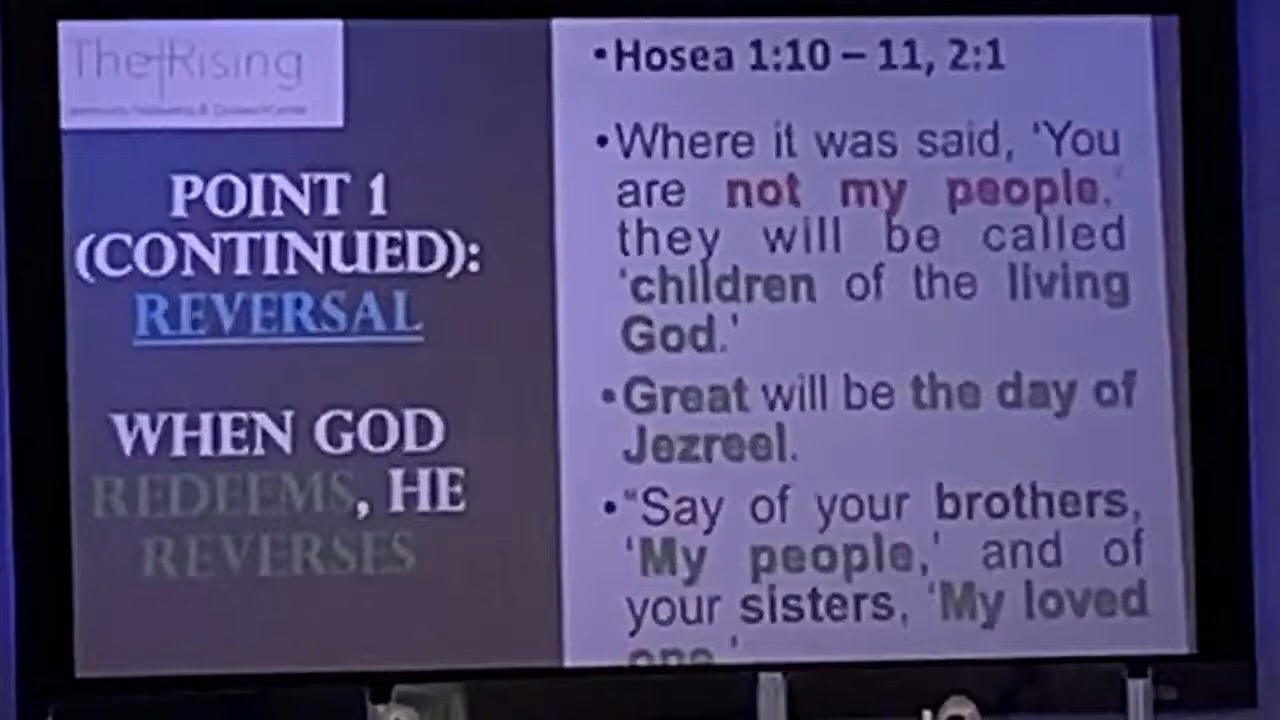 The Rising
POINT 1
(CONTINUED):
REVERSAL
WHEN GOD
REDEEMS, HE
REVERSES
•Hosea 1:10 – 11, 2:1
•Where it was said, 'You
are not my people,'
they will be called
'children of the living
God.'
•Great will be the day of
Jezreel.
•"Say of your brothers,
'My people,' and of
your sisters, 'My loved
one.'